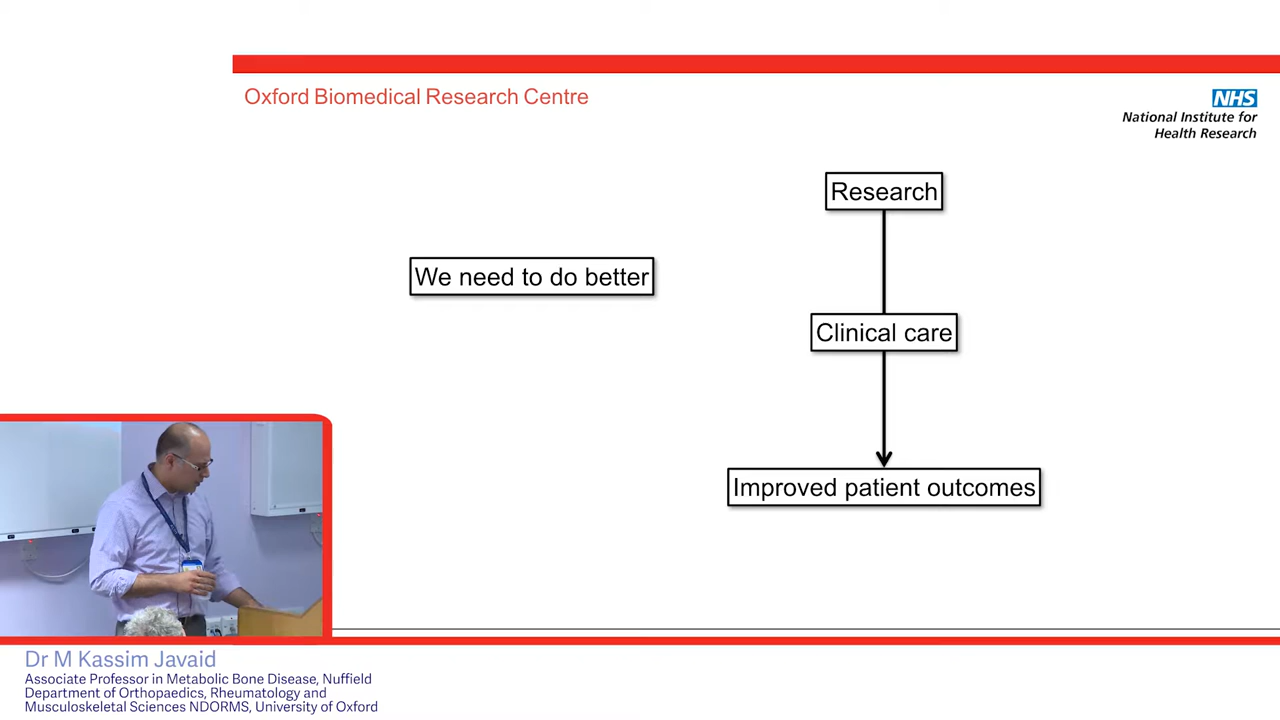 Oxford Biomedical Research Centre
NHS
National Institute for
Health Research
Research
We need to do better
Clinical care
Improved patient outcomes
Dr M Kassim Javaid
Associate Professor in Metabolic Bone Disease, Nuffield
Department of Orthopaedics, Rheumatology and
Musculoskeletal Sciences NDORMS, University of Oxford